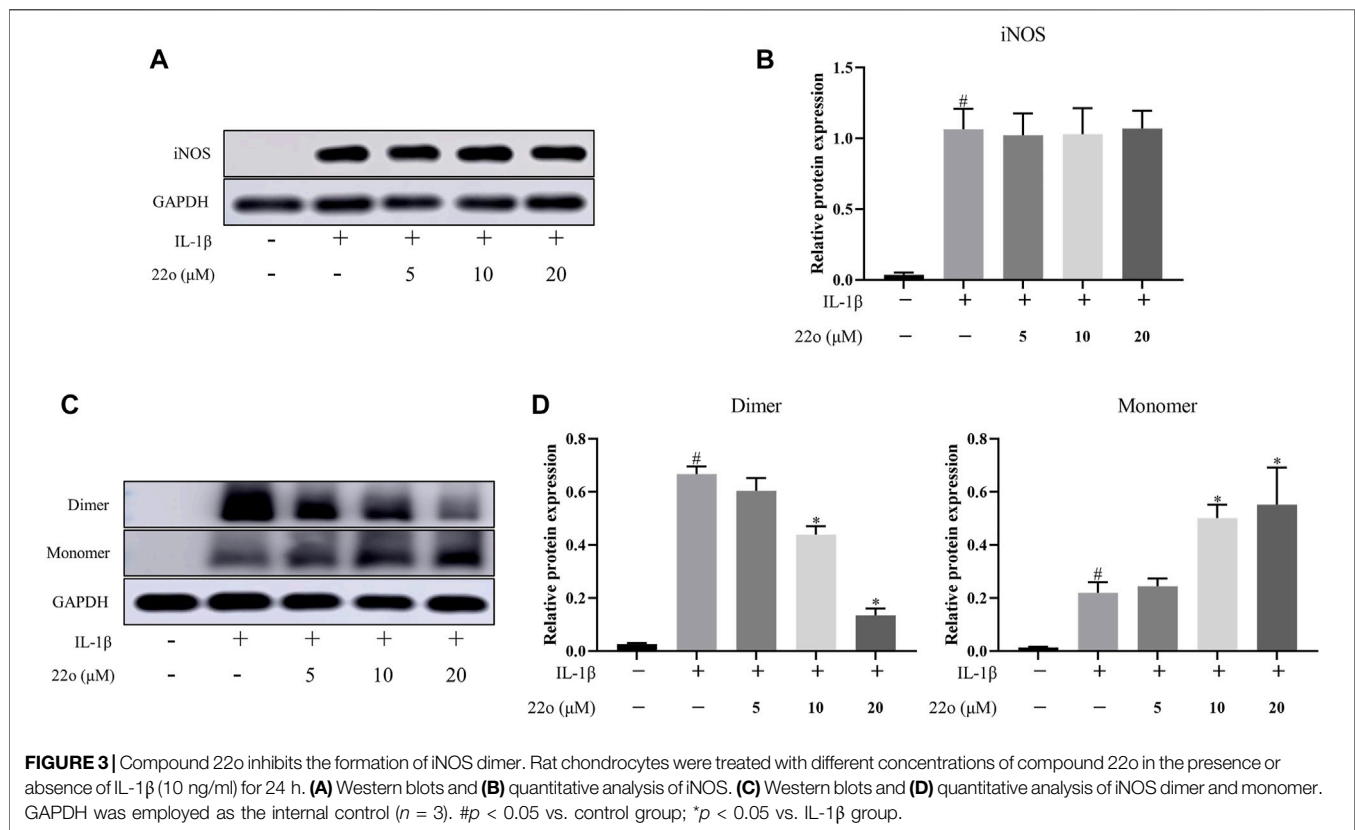 A
iNOS
GAPDH
IL-1β - + + + +
22o (μM) - - 5 10 20
B
iNOS
Relative protein expression
1.5
1.0
0.5
0.0
#
IL-1β − + + + +
22o (μM) − − 5 10 20
C
Dimer
Monomer
GAPDH
IL-1β - + + + +
22o (μM) - - 5 10 20
D
Dimer
Relative protein expression
0.8
0.6
0.4
0.2
0.0
#
*
*
IL-1β − + + + +
22o (μM) − − 5 10 20
Monomer
Relative protein expression
0.8
0.6
0.4
0.2
0.0
#
*
*
IL-1β − + + + +
22o (μM) − − 5 10 20
FIGURE 3 | Compound 22o inhibits the formation of iNOS dimer. Rat chondrocytes were treated with different concentrations of compound 22o in the presence or
absence of IL-1β (10 ng/ml) for 24 h. (A) Western blots and (B) quantitative analysis of iNOS. (C) Western blots and (D) quantitative analysis of iNOS dimer and monomer.
GAPDH was employed as the internal control (n = 3). #p < 0.05 vs. control group; *p < 0.05 vs. IL-1β group.